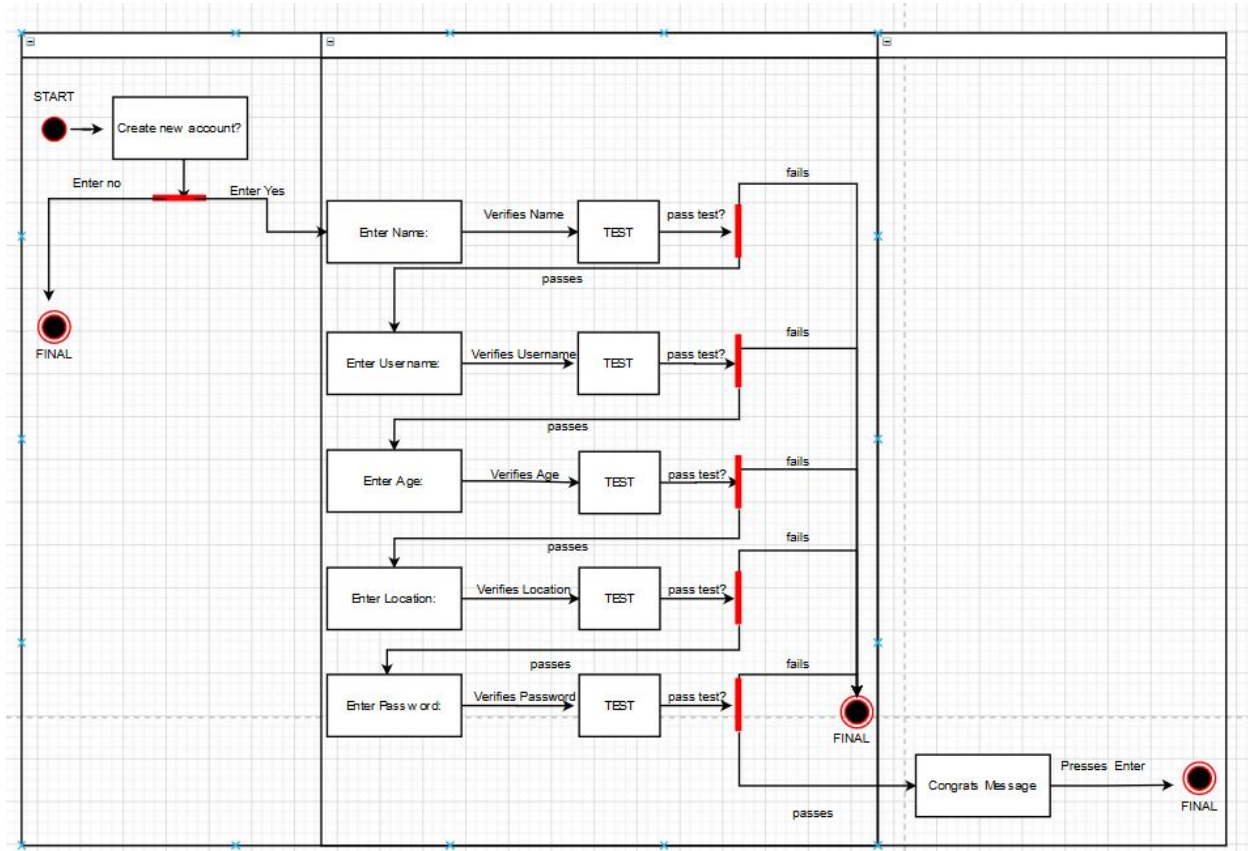 START
Create new account?
Enter no
Enter Yes
FINAL
fails
Enter Name:
Verifies Name
TEST
pass test?
passes
fails
Enter Username:
Verifies Username
TEST
pass test?
passes
fails
Enter Age:
Verifies Age
TEST
pass test?
passes
fails
Enter Location:
Verifies Location
TEST
pass test?
passes
fails
Enter Password:
Verifies Password
TEST
pass test?
FINAL
passes
Congrats Message
Presses Enter
FINAL